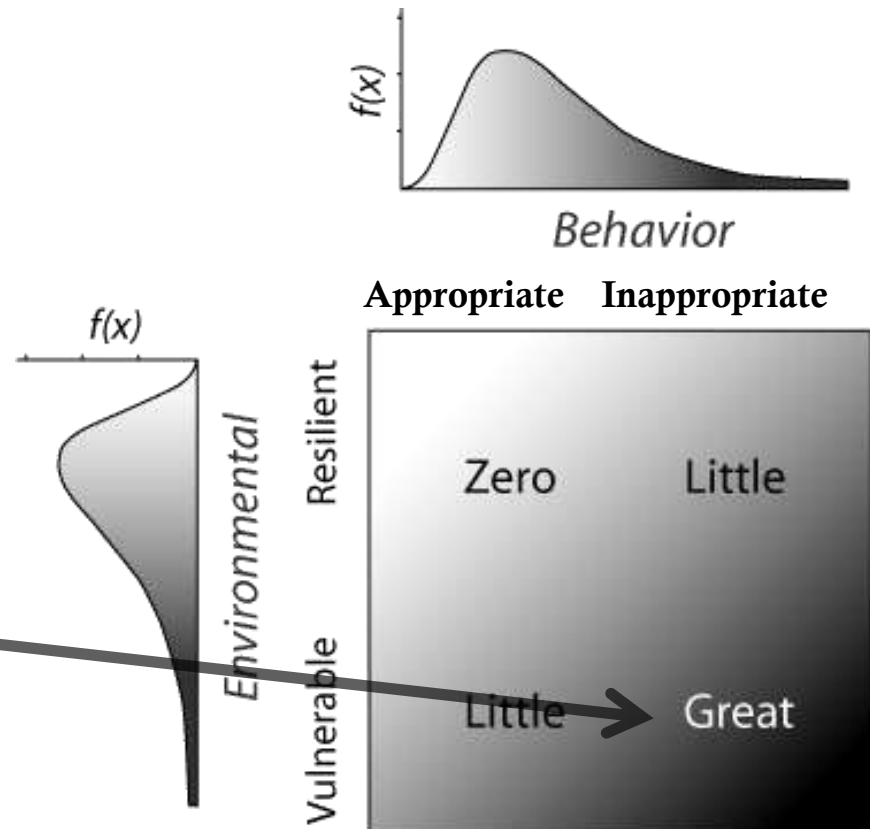 f(x)
Behavior
Appropriate Inappropriate
f(x)
Environmental
Resilient
Zero Little
Vulnerable
Little Great